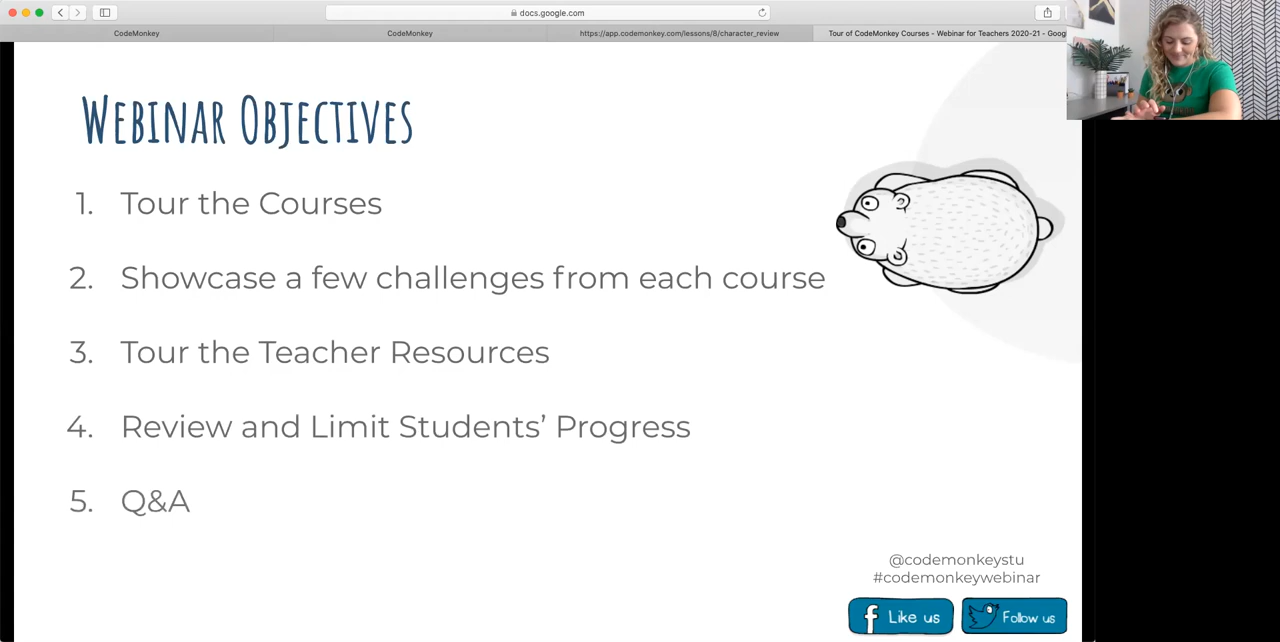 docs.google.com
CodeMonkey
CodeMonkey
https://app.codemonkey.com/lessons/8/character_review
Tour of CodeMonkey Courses - Webinar for Teachers 2020-21 - Goog
Webinar Objectives
1. Tour the Courses
2. Showcase a few challenges from each course
3. Tour the Teacher Resources
4. Review and Limit Students’ Progress
5. Q&A
@codemonkeystu
#codemonkeywebinar
f Like us
Follow us